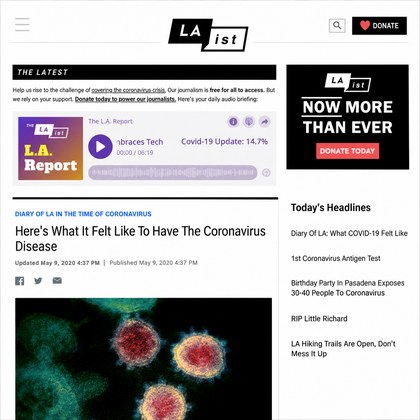 LA
ist
DONATE
THE LATEST
Help us rise to the challenge of covering the coronavirus crisis. Our journalism is free for all to access. But
we rely on your support. Donate today to power our journalists. Here's your daily audio briefing:
THE LA ist
L.A.
Report
The L.A. Report
mbraces Tech
Covid-19 Update: 14.7%
00:00 / 06:19
LA
ist
NOW MORE
THAN EVER
DONATE TODAY
DIARY OF LA IN THE TIME OF CORONAVIRUS
Here's What It Felt Like To Have The Coronavirus
Disease
Updated May 9, 2020 4:37 PM | Published May 9, 2020 4:37 PM
Today's Headlines
Diary Of LA: What COVID-19 Felt Like
1st Coronavirus Antigen Test
Birthday Party In Pasadena Exposes
30-40 People To Coronavirus
RIP Little Richard
LA Hiking Trails Are Open, Don't
Mess It Up